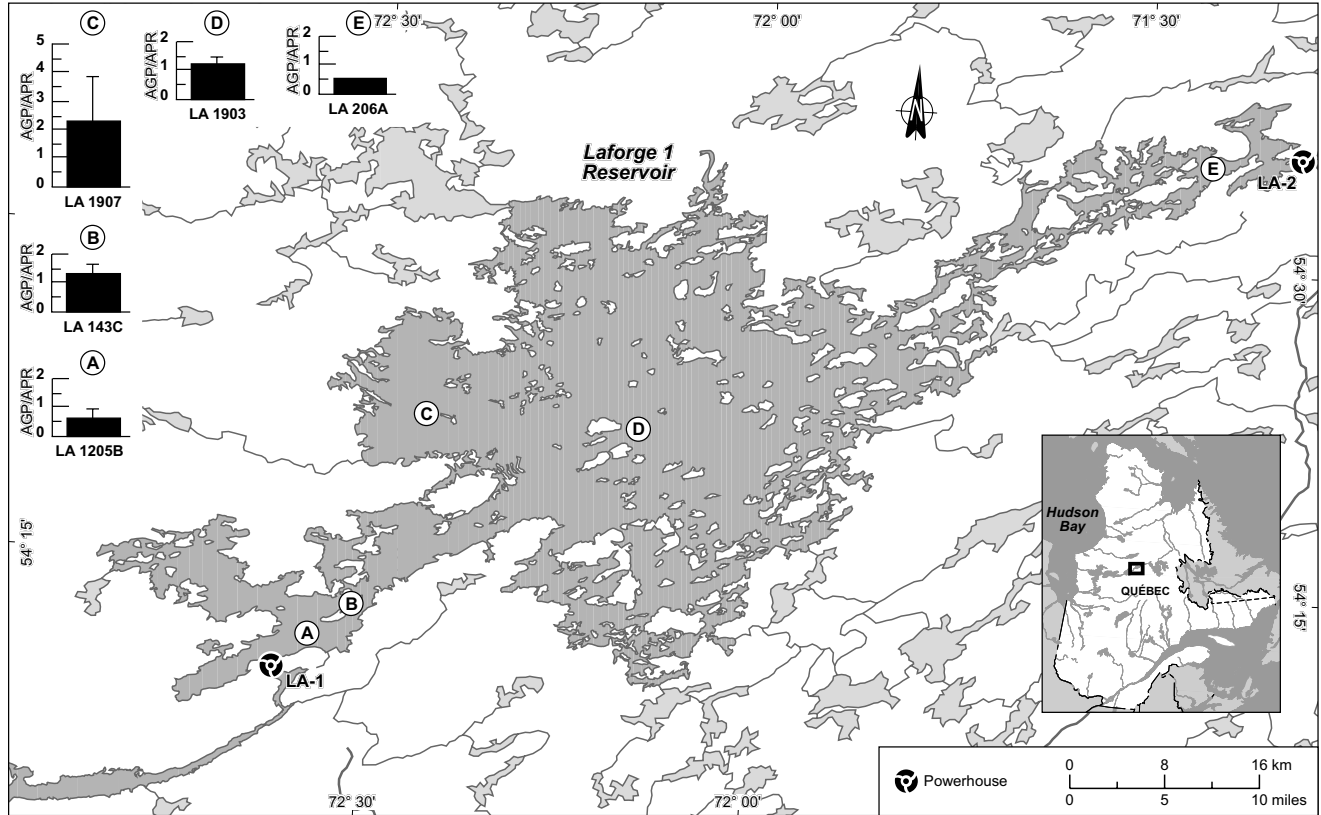 C
5
4
3
2
1
0
AGP/APR
LA 1907
D
2
1
0
AGP/APR
LA 1903
E
2
1
0
AGP/APR
LA 206A
B
2
1
0
AGP/APR
LA 143C
A
2
1
0
AGP/APR
LA 1205B
72° 30'
72° 00'
71° 30'
Laforge 1
Reservoir
N
E
LA-2
54° 30'
C
D
54° 15'
B
A
LA-1
Hudson
Bay
QUÉBEC
54° 15'
72° 30'
72° 00'
Powerhouse
0 8 16 km
0 5 10 miles